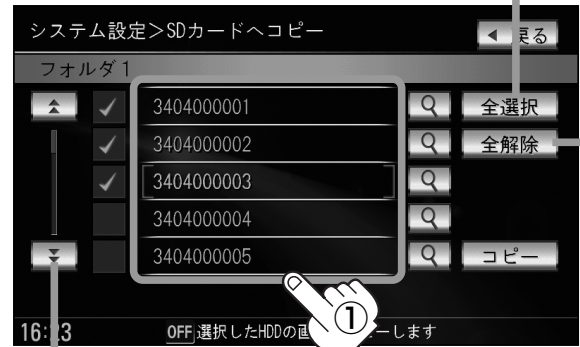 システム設定＞SDカードへコピー
戻る
フォルダ1
3404000001
全選択
3404000002
全解除
3404000003
3404000004
3404000005
コピー
①
16:23
OFF 選択したHDDの ーします